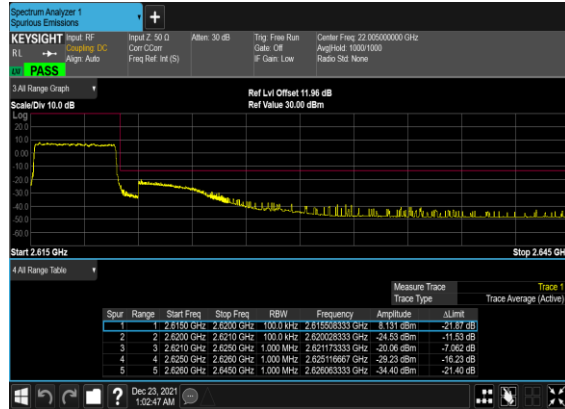 Spectrum Analyzer 1
Spurious Emissions
KEYSIGHT Input: RF Input Z: 50 Ω Atten: 30 dB Trig: Free Run Center Freq: 22.005000000 GHz
RL Coupling: DC Corr CCorr Gate: Off Avg|Hold: 1000/1000
Align: Auto Freq Ref: Int (S) IF Gain: Low Radio Std: None
PASS
3 All Range Graph Ref Lvl Offset 11.96 dB
Scale/Div 10.0 dB Ref Value 30.00 dBm
Log
20.0
10.0
0.00
-10.0
-20.0
-30.0
-40.0
-50.0
-60.0
Start 2.615 GHz Stop 2.645 GH
4 All Range Table
Measure Trace Trace 1
Trace Type Trace Average (Active)
Spur Range Start Freq Stop Freq RBW Frequency Amplitude ΔLimit
1 1 2.6150 GHz 2.6200 GHz 100.0 kHz 2.615508333 GHz 8.131 dBm -21.87 dB
2 2 2.6200 GHz 2.6210 GHz 100.0 kHz 2.620028333 GHz -24.53 dBm -11.53 dB
3 3 2.6210 GHz 2.6250 GHz 1.000 MHz 2.621173333 GHz -20.06 dBm -7.062 dB
4 4 2.6250 GHz 2.6260 GHz 1.000 MHz 2.625116667 GHz -29.23 dBm -16.23 dB
5 5 2.6260 GHz 2.6450 GHz 1.000 MHz 2.626063333 GHz -34.40 dBm -21.40 dB
Dec 23, 2021
1:02:47 AM